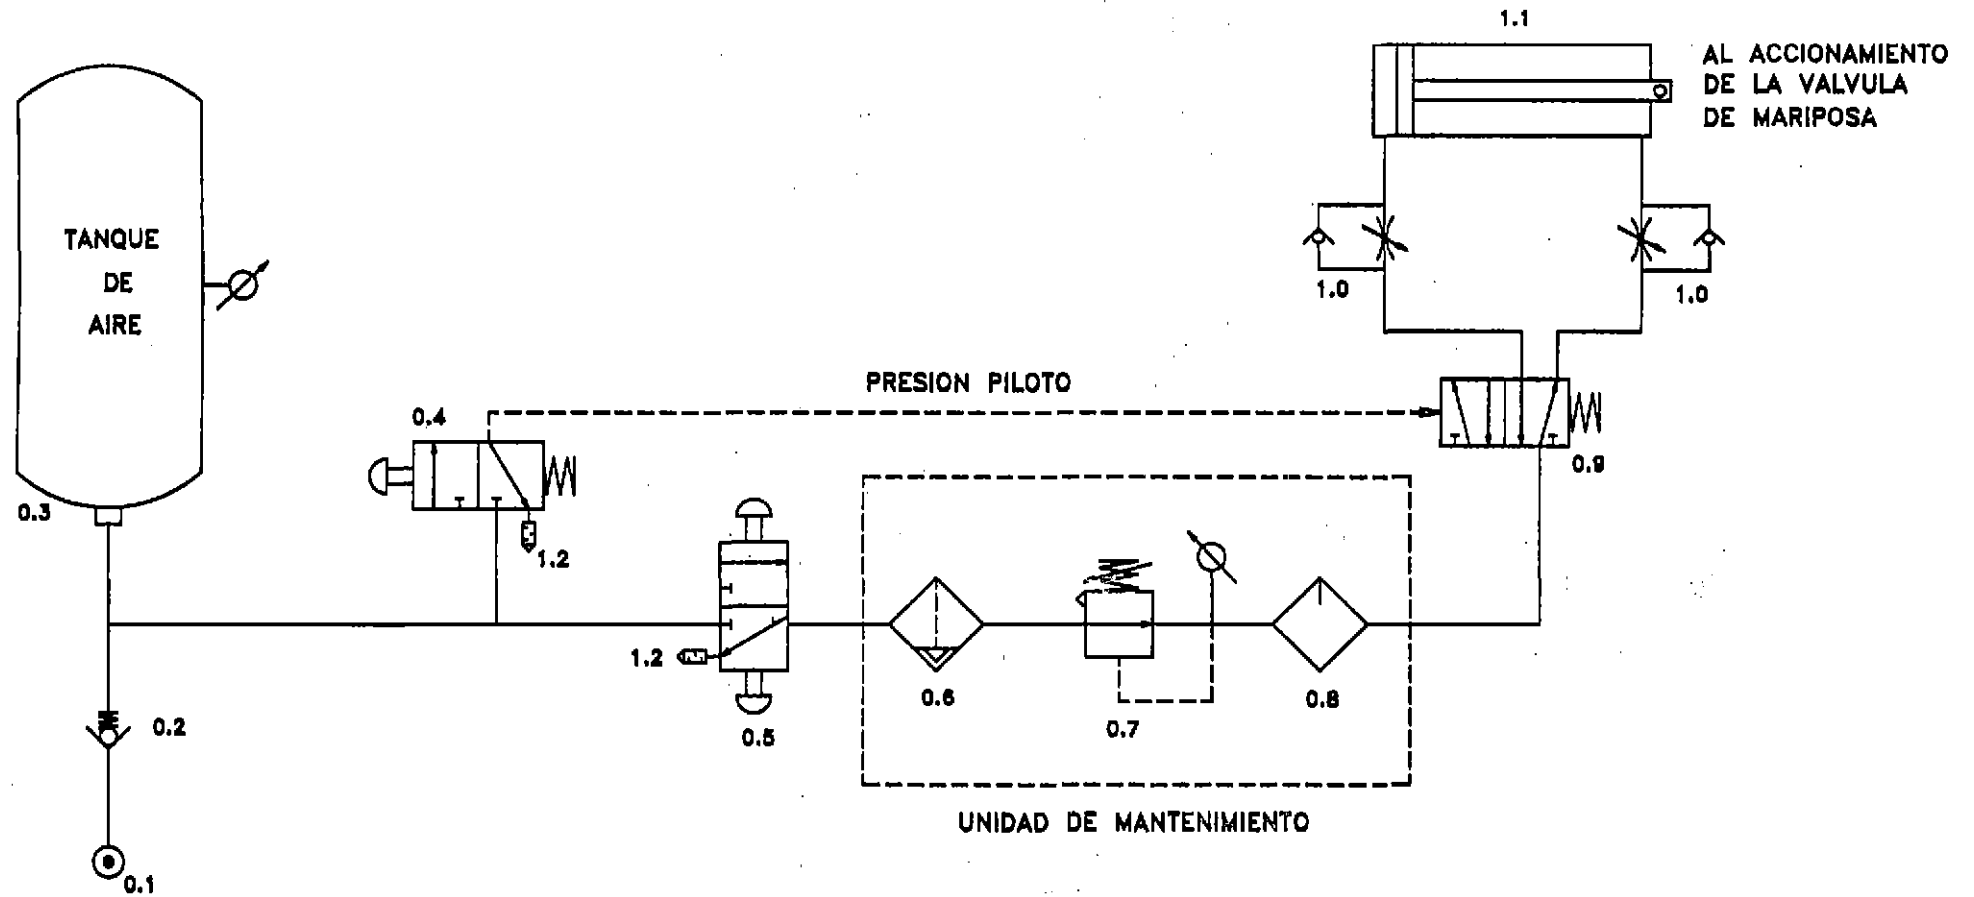 1.1
AL ACCIONAMIENTO
DE LA VALVULA
DE MARIPOSA
TANQUE
DE
AIRE
1.0
1.0
PRESION PILOTO
0.4
0.9
0.3
1.2
1.2
0.6
0.7
0.8
0.2
0.5
UNIDAD DE MANTENIMIENTO
0.1